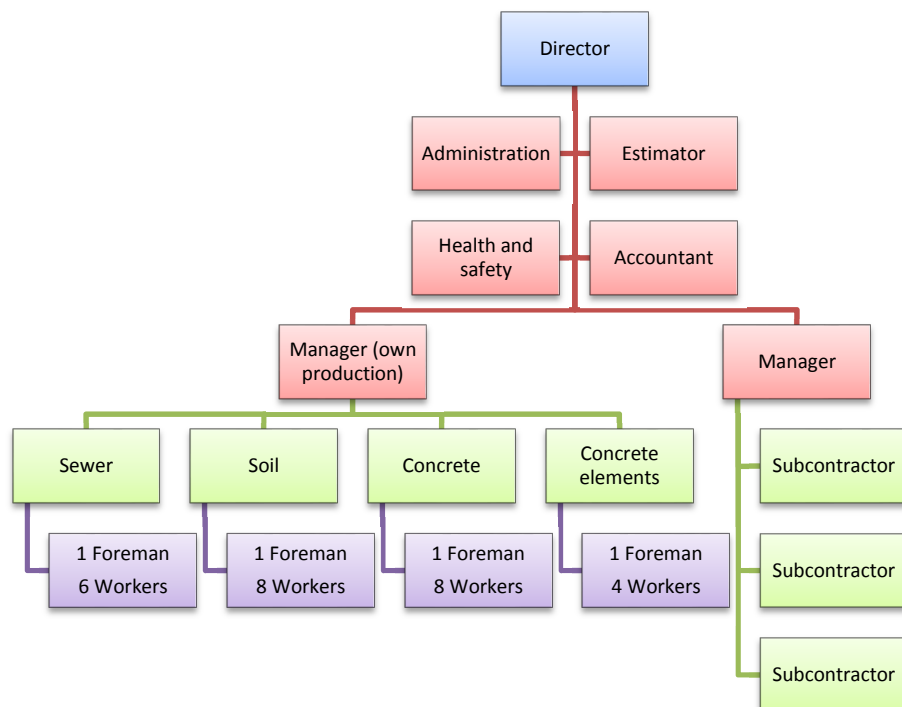 Director
Administration
Estimator
Health and
safety
Accountant
Manager (own
production)
Manager
Sewer
Soil
Concrete
Concrete
elements
Subcontractor
1 Foreman
6 Workers
1 Foreman
8 Workers
1 Foreman
8 Workers
1 Foreman
4 Workers
Subcontractor
Subcontractor